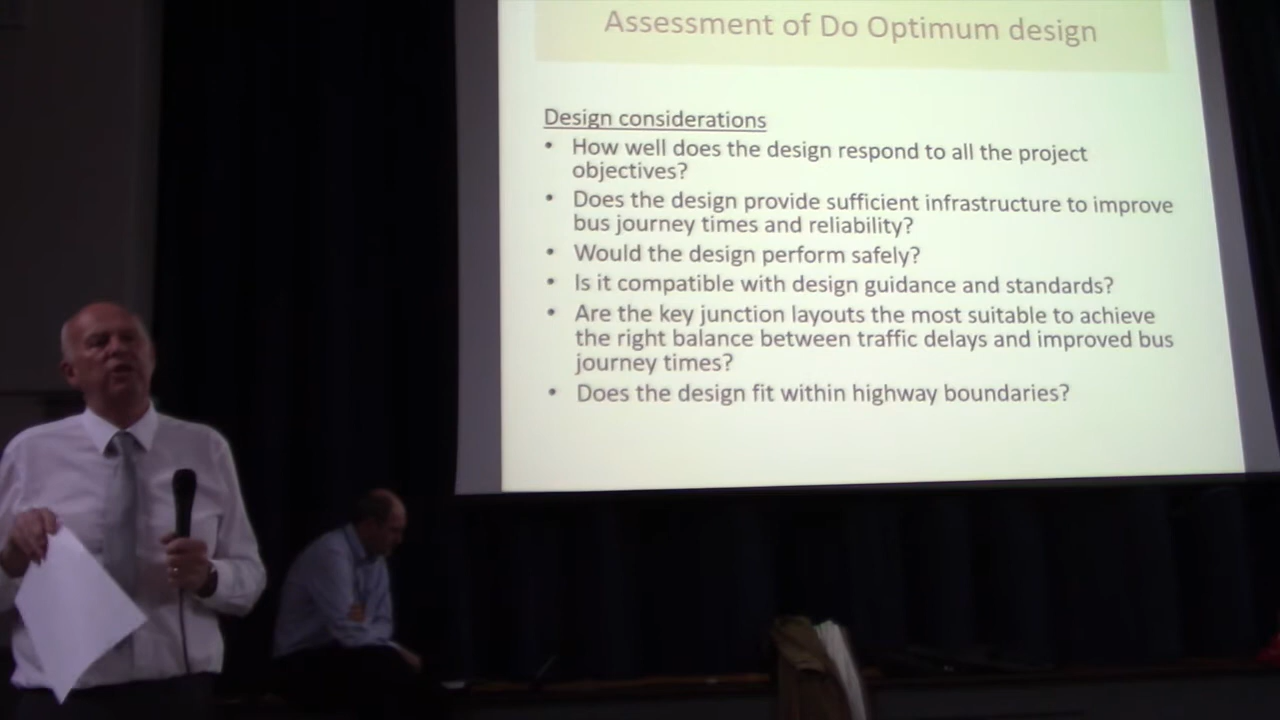 Assessment of Do Optimum design
Design considerations
• How well does the design respond to all the project
objectives?
• Does the design provide sufficient infrastructure to improve
bus journey times and reliability?
• Would the design perform safely?
• Is it compatible with design guidance and standards?
• Are the key junction layouts the most suitable to achieve
the right balance between traffic delays and improved bus
journey times?
• Does the design fit within highway boundaries?